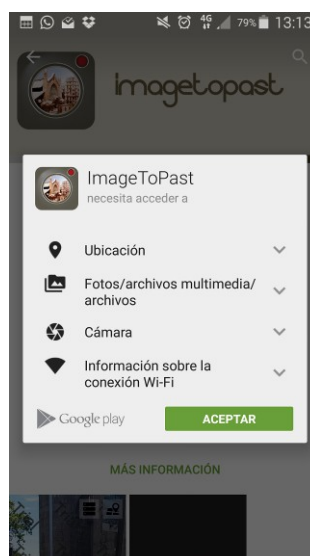 4G
79%
13:13
imagetopast
ImageToPast
necesita acceder a
Ubicación
Fotos/archivos multimedia/
archivos
Cámara
Información sobre la
conexión Wi-Fi
Google play
ACEPTAR
MÁS INFORMACIÓN